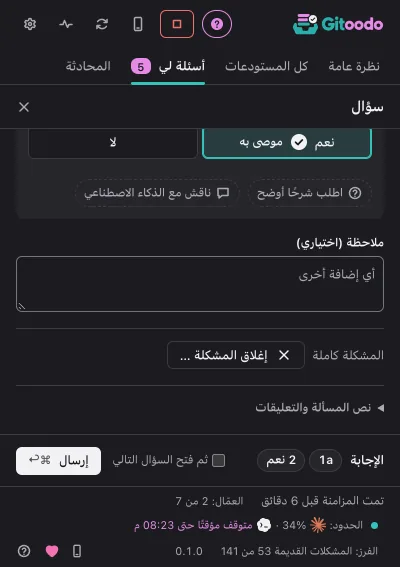 Gitoodo
نظرة عامة
كل المستودعات
أسئلة لي 5
المحادثة
سؤال
نعم موصى به
لا
اطلب شرحًا أوضح
ناقش مع الذكاء الاصطناعي
ملاحظة (اختياري)
أي إضافة أخرى
المشكلة كاملة
إغلاق المشكلة ...
نص المسألة والتعليقات
الإجابة
1a
2 نعم
ثم فتح السؤال التالي
إرسال ⌘↩
تمت المزامنة قبل 6 دقائق
العمّال: 2 من 7
الحدود: 34% · متوقف مؤقتًا حتى 08:23 م
الفرز: المشكلات القديمة 53 من 141
0.1.0